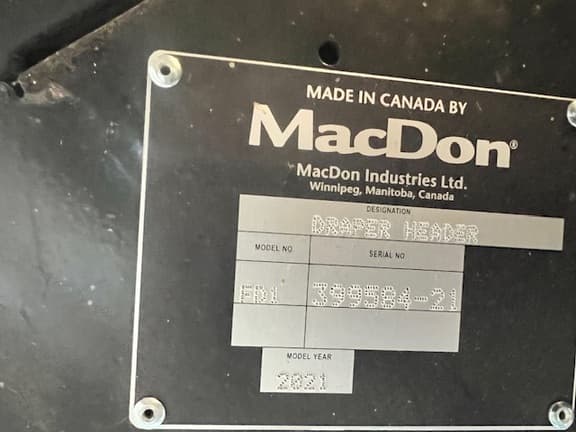 MADE IN CANADA BY
MacDon®
MacDon Industries Ltd.
Winnipeg, Manitoba, Canada
DESIGNATION
DRAPER HEADER
MODEL NO. SERIAL NO
FD1 399584-21
MODEL YEAR
2021